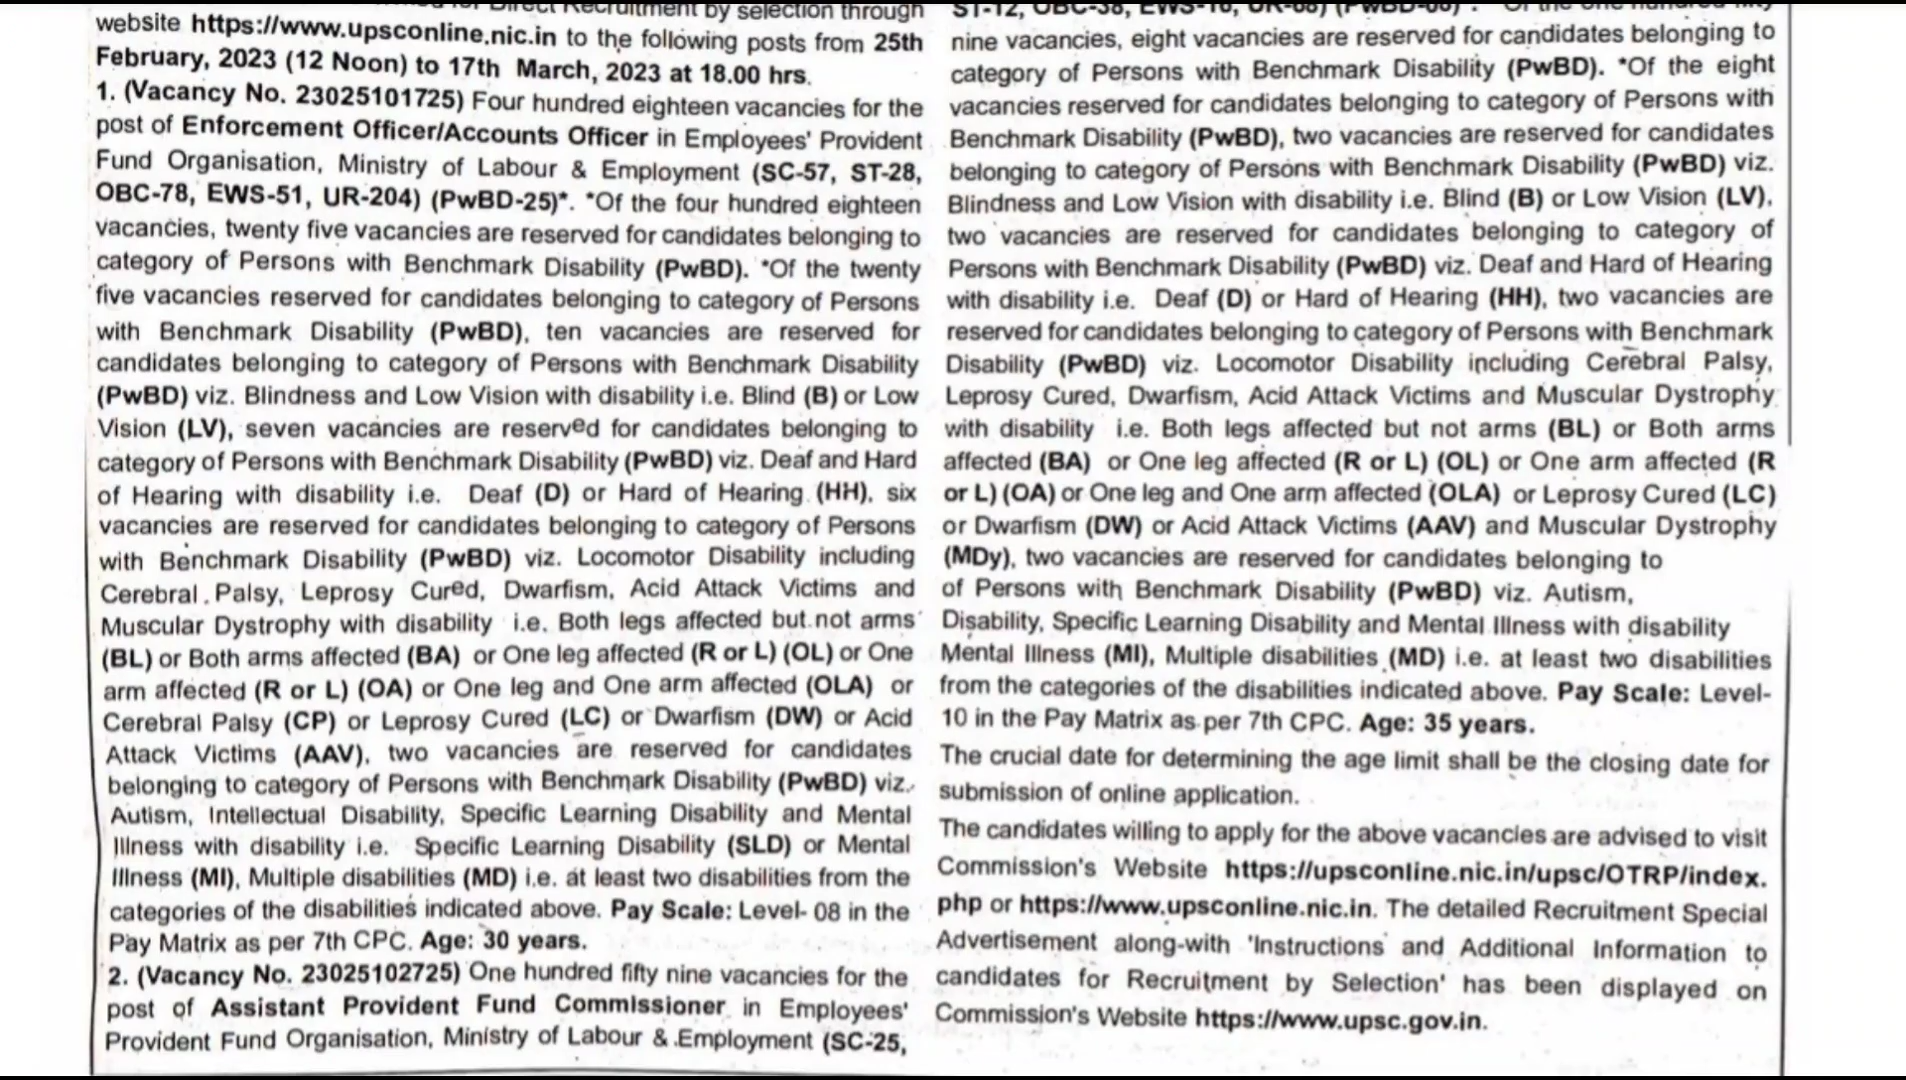 for Direct Recruitment by selection through
website https://www.upsconline.nic.in to the following posts from 25th
February, 2023 (12 Noon) to 17th March, 2023 at 18.00 hrs.
1. (Vacancy No. 23025101725) Four hundred eighteen vacancies for the
post of Enforcement Officer/Accounts Officer in Employees' Provident
Fund Organisation, Ministry of Labour & Employment (SC-57, ST-28,
OBC-78, EWS-51, UR-204) (PwBD-25)*. *Of the four hundred eighteen
vacancies, twenty five vacancies are reserved for candidates belonging to
category of Persons with Benchmark Disability (PwBD). *Of the twenty
five vacancies reserved for candidates belonging to category of Persons
with Benchmark Disability (PwBD), ten vacancies are reserved for
candidates belonging to category of Persons with Benchmark Disability
(PwBD) viz. Blindness and Low Vision with disability i.e. Blind (B) or Low
Vision (LV), seven vacancies are reserved for candidates belonging to
category of Persons with Benchmark Disability (PwBD) viz. Deaf and Hard
of Hearing with disability i.e. Deaf (D) or Hard of Hearing (HH), six
vacancies are reserved for candidates belonging to category of Persons
with Benchmark Disability (PwBD) viz. Locomotor Disability including
Cerebral Palsy, Leprosy Cured, Dwarfism, Acid Attack Victims and
Muscular Dystrophy with disability i.e. Both legs affected but not arms
(BL) or Both arms affected (BA) or One leg affected (R or L) (OL) or One
arm affected (R or L) (OA) or One leg and One arm affected (OLA) or
Cerebral Palsy (CP) or Leprosy Cured (LC) or Dwarfism (DW) or Acid
Attack Victims (AAV), two vacancies are reserved for candidates
belonging to category of Persons with Benchmark Disability (PwBD) viz.
Autism, Intellectual Disability, Specific Learning Disability and Mental
Illness with disability i.e. Specific Learning Disability (SLD) or Mental
Illness (MI), Multiple disabilities (MD) i.e. at least two disabilities from the
categories of the disabilities indicated above. Pay Scale: Level- 08 in the
Pay Matrix as per 7th CPC. Age: 30 years.
2. (Vacancy No. 23025102725) One hundred fifty nine vacancies for the
post of Assistant Provident Fund Commissioner in Employees'
Provident Fund Organisation, Ministry of Labour & Employment (SC-25,
ST-12, OBC-38, EWS-16, UR-68) (PwBD-08)*. *Of the one hundred fifty
nine vacancies, eight vacancies are reserved for candidates belonging to
category of Persons with Benchmark Disability (PwBD). *Of the eight
vacancies reserved for candidates belonging to category of Persons with
Benchmark Disability (PwBD), two vacancies are reserved for candidates
belonging to category of Persons with Benchmark Disability (PwBD) viz.
Blindness and Low Vision with disability i.e. Blind (B) or Low Vision (LV),
two vacancies are reserved for candidates belonging to category of
Persons with Benchmark Disability (PwBD) viz. Deaf and Hard of Hearing
with disability i.e. Deaf (D) or Hard of Hearing (HH), two vacancies are
reserved for candidates belonging to category of Persons with Benchmark
Disability (PwBD) viz. Locomotor Disability including Cerebral Palsy,
Leprosy Cured, Dwarfism, Acid Attack Victims and Muscular Dystrophy
with disability i.e. Both legs affected but not arms (BL) or Both arms
affected (BA) or One leg affected (R or L) (OL) or One arm affected (R
or L) (OA) or One leg and One arm affected (OLA) or Leprosy Cured (LC)
or Dwarfism (DW) or Acid Attack Victims (AAV) and Muscular Dystrophy
(MDy), two vacancies are reserved for candidates belonging to
of Persons with Benchmark Disability (PwBD) viz. Autism,
Disability, Specific Learning Disability and Mental Illness with disability
Mental Illness (MI), Multiple disabilities (MD) i.e. at least two disabilities
from the categories of the disabilities indicated above. Pay Scale: Level-
10 in the Pay Matrix as per 7th CPC. Age: 35 years.
The crucial date for determining the age limit shall be the closing date for
submission of online application.
The candidates willing to apply for the above vacancies are advised to visit
Commission's Website https://upsconline.nic.in/upsc/OTRP/index.
php or https://www.upsconline.nic.in. The detailed Recruitment Special
Advertisement along-with 'Instructions and Additional Information to
candidates for Recruitment by Selection' has been displayed on
Commission's Website https://www.upsc.gov.in.